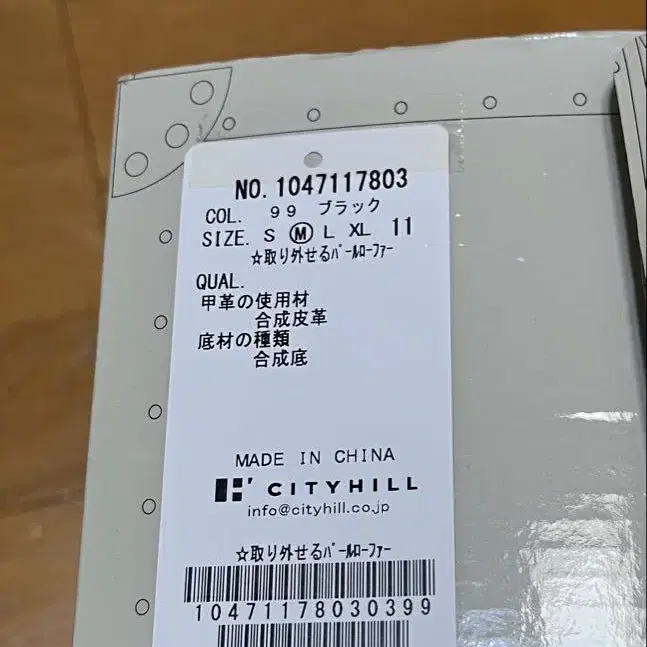 NO.1047117803
COL. 99 ブラック
SIZE. S Ⓜ L XL 11
☆取り外せるﾊﾟｰﾙﾛｰﾌｧｰ
QUAL.
甲革の使用材
合成皮革
底材の種類
合成底
MADE IN CHINA
CITYHILL
info@cityhill.co.jp
☆取り外せるﾊﾟｰﾙﾛｰﾌｧｰ
10471178030399